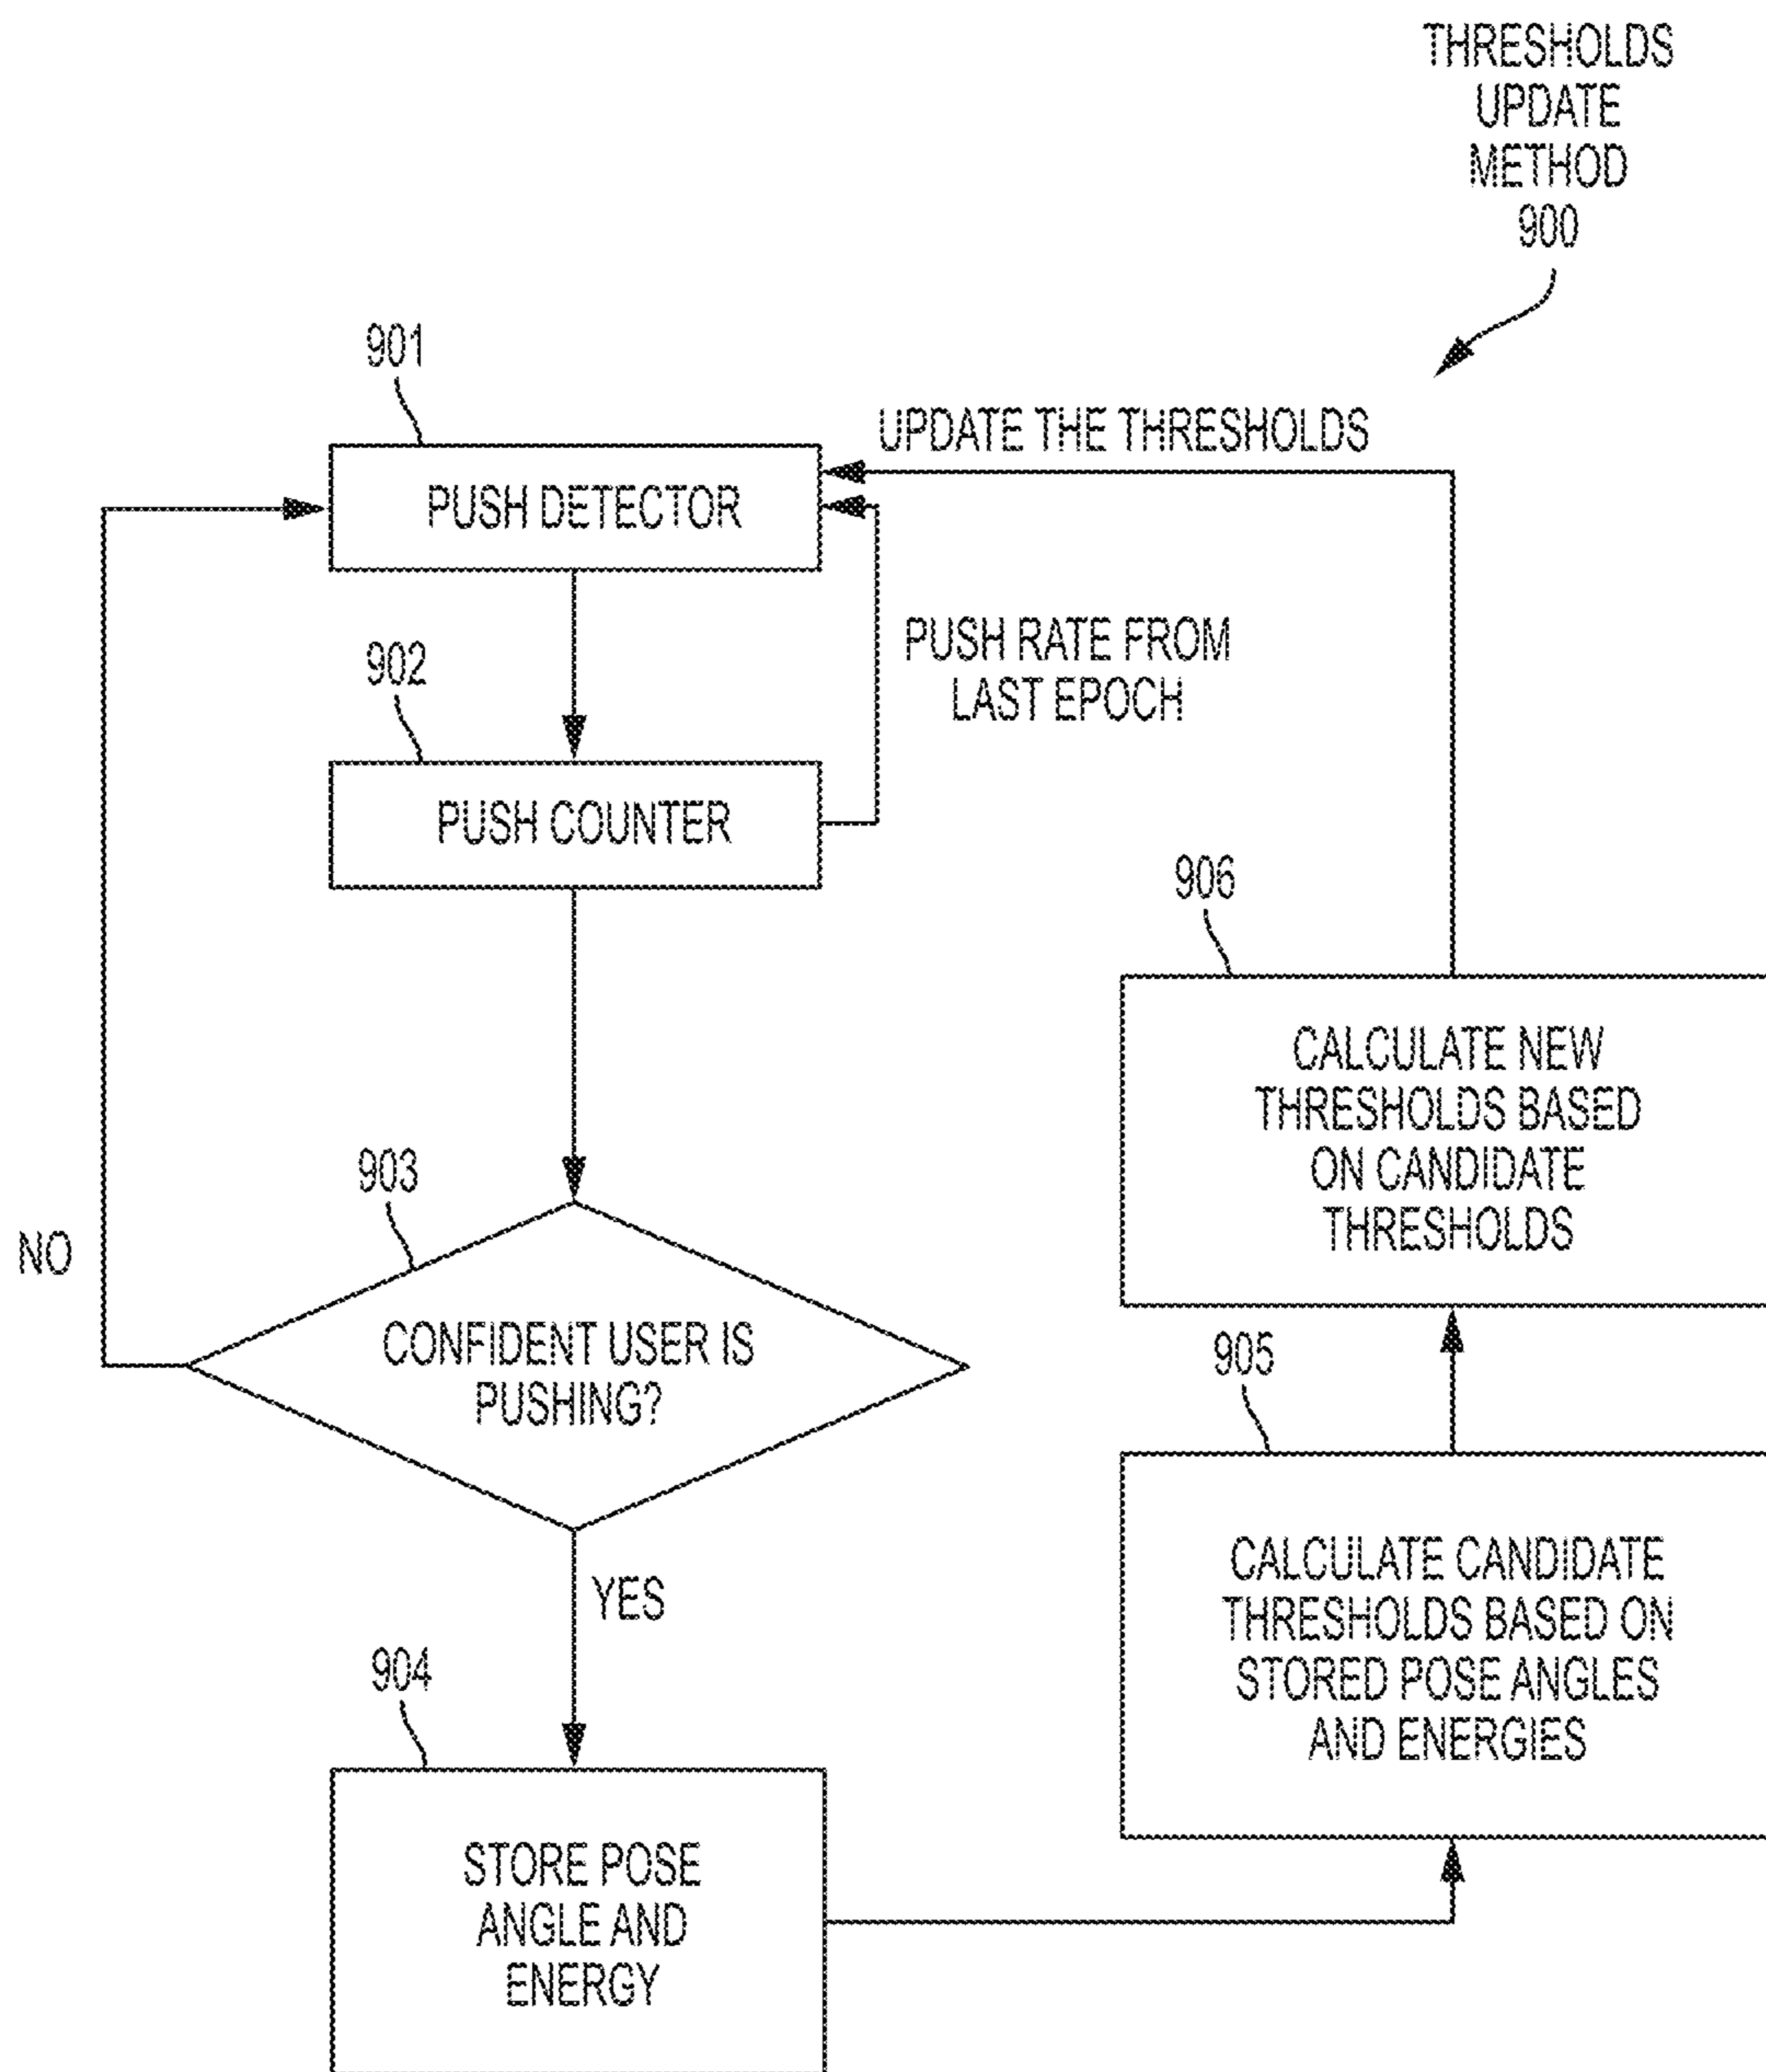 THRESHOLDS
UPDATE
METHOD
900
901
UPDATE THE THRESHOLDS
PUSH DETECTOR
PUSH RATE FROM
LAST EPOCH
902
PUSH COUNTER
903
NO
CONFIDENT USER IS
PUSHING?
YES
904
STORE POSE
ANGLE AND
ENERGY
905
CALCULATE CANDIDATE
THRESHOLDS BASED ON
STORED POSE ANGLES
AND ENERGIES
906
CALCULATE NEW
THRESHOLDS BASED
ON CANDIDATE
THRESHOLDS